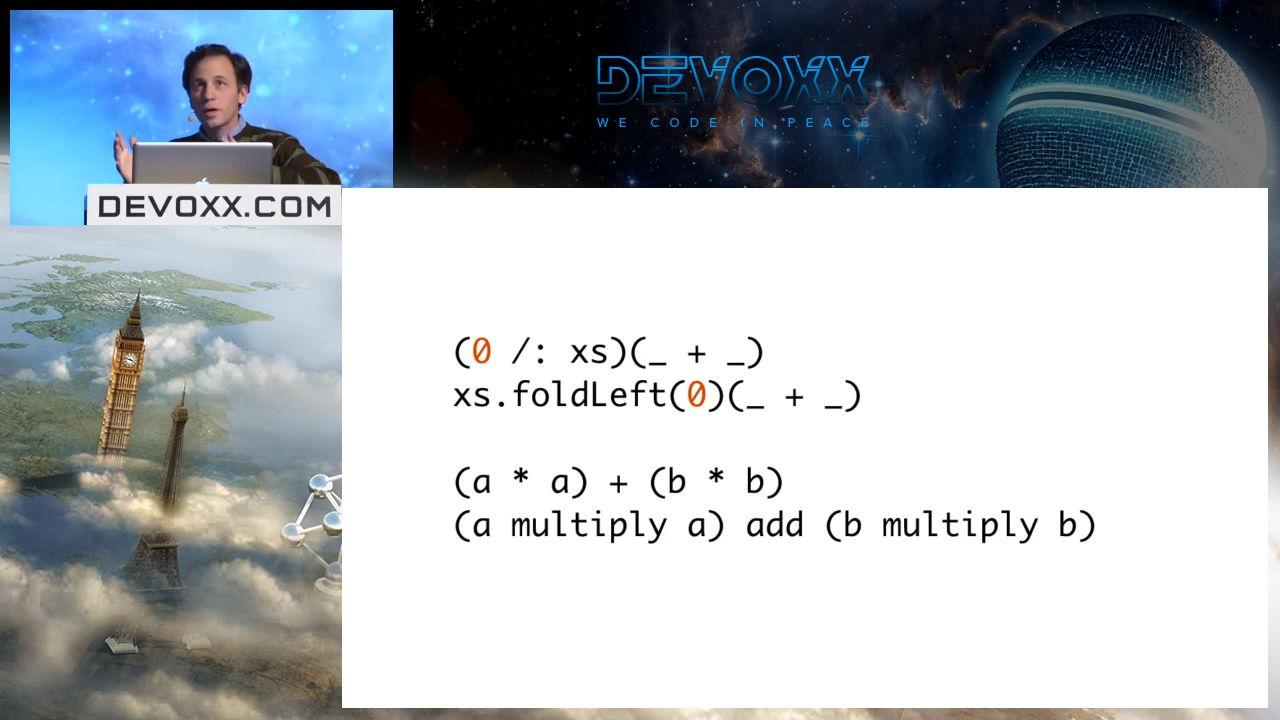 DEVOXX
WE CODE IN PEACE
DEVOXX.COM
(0 /: xs)(_ + _)
xs.foldLeft(0)(_ + _)
(a * a) + (b * b)
(a multiply a) add (b multiply b)